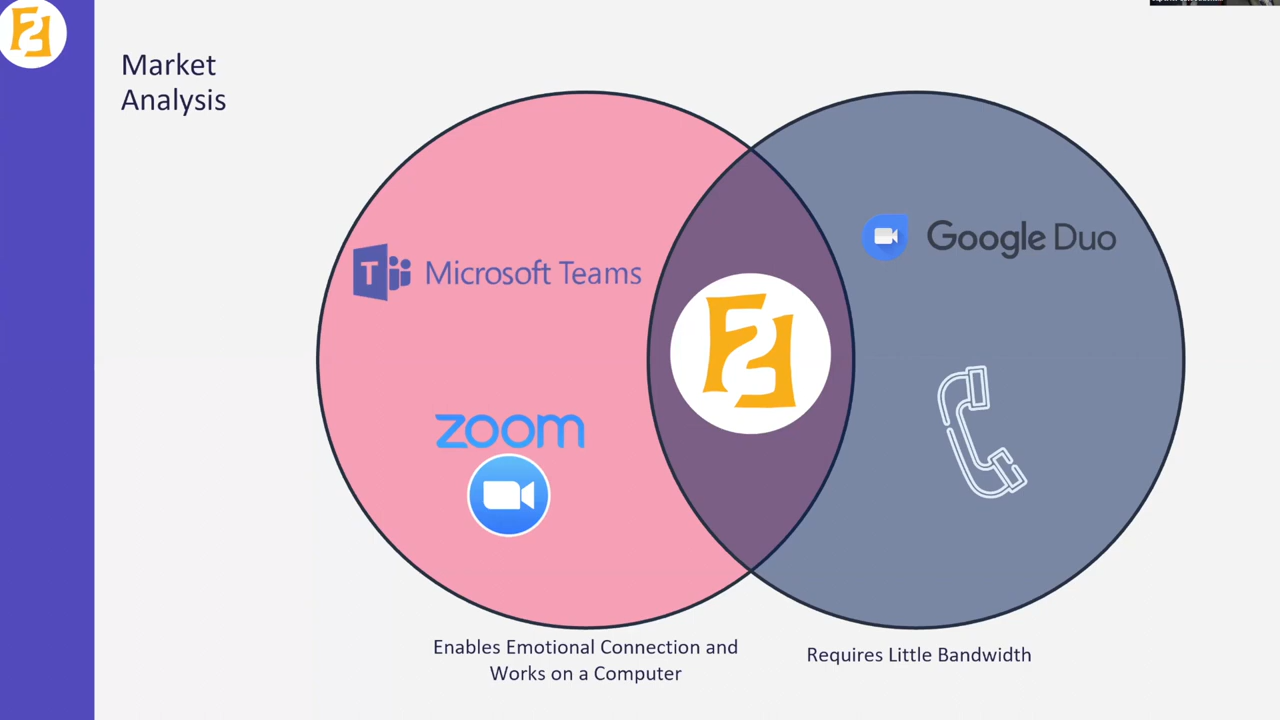 Market
Analysis
Microsoft Teams
T
Google Duo
zoom
Enables Emotional Connection and
Works on a Computer
Requires Little Bandwidth